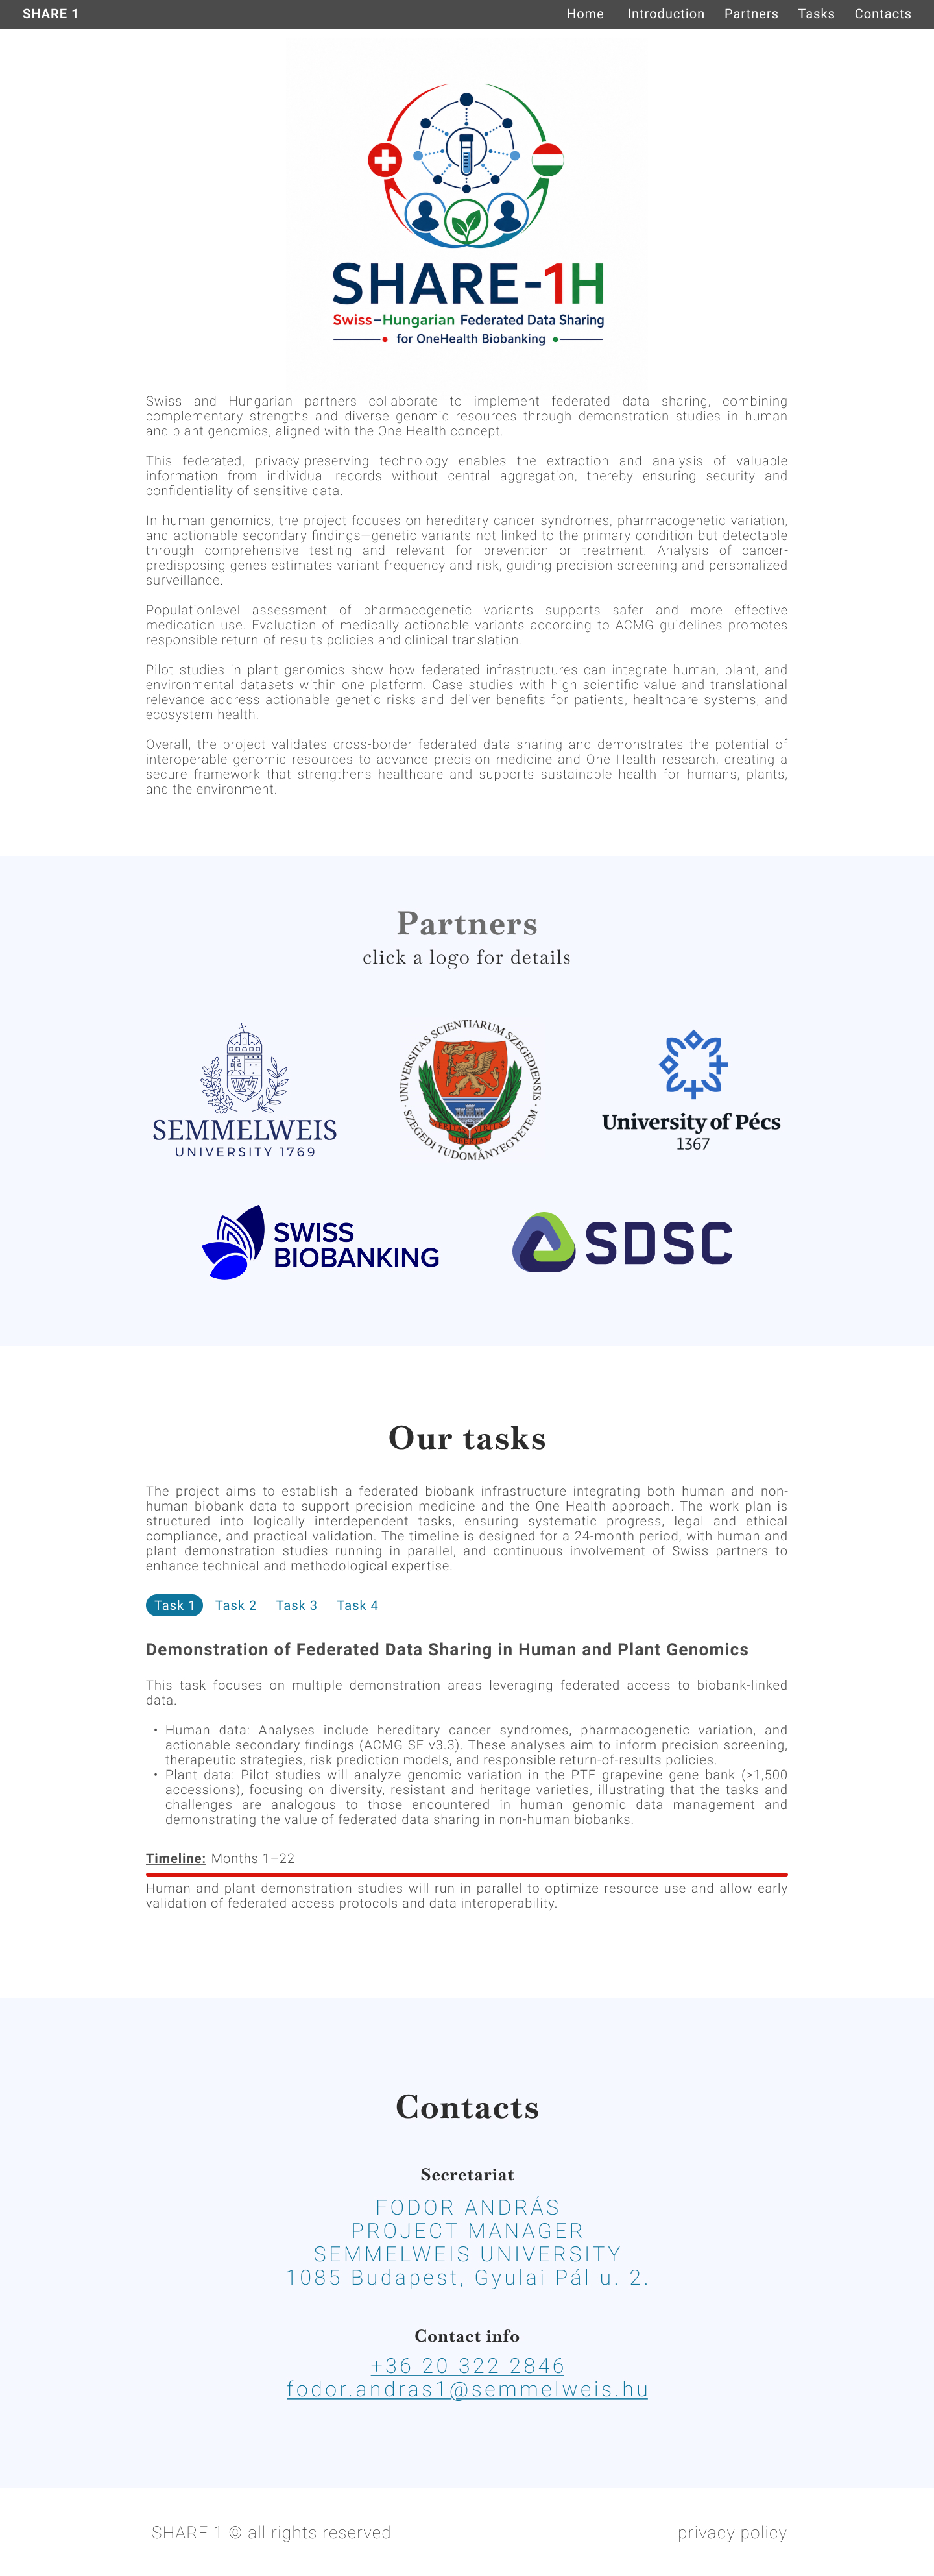 SHARE 1
Home Introduction Partners Tasks Contacts
SHARE-1H
Swiss–Hungarian Federated Data Sharing
for OneHealth Biobanking
Swiss and Hungarian partners collaborate to implement federated data sharing, combining
complementary strengths and diverse genomic resources through demonstration studies in human
and plant genomics, aligned with the One Health concept.
This federated, privacy-preserving technology enables the extraction and analysis of valuable
information from individual records without central aggregation, thereby ensuring security and
confidentiality of sensitive data.
In human genomics, the project focuses on hereditary cancer syndromes, pharmacogenetic variation,
and actionable secondary findings—genetic variants not linked to the primary condition but detectable
through comprehensive testing and relevant for prevention or treatment. Analysis of cancer-
predisposing genes estimates variant frequency and risk, guiding precision screening and personalized
surveillance.
Populationlevel assessment of pharmacogenetic variants supports safer and more effective
medication use. Evaluation of medically actionable variants according to ACMG guidelines promotes
responsible return-of-results policies and clinical translation.
Pilot studies in plant genomics show how federated infrastructures can integrate human, plant, and
environmental datasets within one platform. Case studies with high scientific value and translational
relevance address actionable genetic risks and deliver benefits for patients, healthcare systems, and
ecosystem health.
Overall, the project validates cross-border federated data sharing and demonstrates the potential of
interoperable genomic resources to advance precision medicine and One Health research, creating a
secure framework that strengthens healthcare and supports sustainable health for humans, plants,
and the environment.
Partners
click a logo for details
SEMMELWEIS
UNIVERSITY 1769
UNIVERSITAS SCIENTIARUM SZEGEDIENSIS
SZEGEDI TUDOMÁNYEGYETEM
University of Pécs
1367
SWISS
BIOBANKING
SDSC
Our tasks
The project aims to establish a federated biobank infrastructure integrating both human and non-
human biobank data to support precision medicine and the One Health approach. The work plan is
structured into logically interdependent tasks, ensuring systematic progress, legal and ethical
compliance, and practical validation. The timeline is designed for a 24-month period, with human and
plant demonstration studies running in parallel, and continuous involvement of Swiss partners to
enhance technical and methodological expertise.
Task 1 Task 2 Task 3 Task 4
Demonstration of Federated Data Sharing in Human and Plant Genomics
This task focuses on multiple demonstration areas leveraging federated access to biobank-linked
data.
• Human data: Analyses include hereditary cancer syndromes, pharmacogenetic variation, and
actionable secondary findings (ACMG SF v3.3). These analyses aim to inform precision screening,
therapeutic strategies, risk prediction models, and responsible return-of-results policies.
• Plant data: Pilot studies will analyze genomic variation in the PTE grapevine gene bank (>1,500
accessions), focusing on diversity, resistant and heritage varieties, illustrating that the tasks and
challenges are analogous to those encountered in human genomic data management and
demonstrating the value of federated data sharing in non-human biobanks.
Timeline: Months 1–22
Human and plant demonstration studies will run in parallel to optimize resource use and allow early
validation of federated access protocols and data interoperability.
Contacts
Secretariat
FODOR ANDRÁS
PROJECT MANAGER
SEMMELWEIS UNIVERSITY
1085 Budapest, Gyulai Pál u. 2.
Contact info
+36 20 322 2846
fodor.andras1@semmelweis.hu
SHARE 1 © all rights reserved
privacy policy